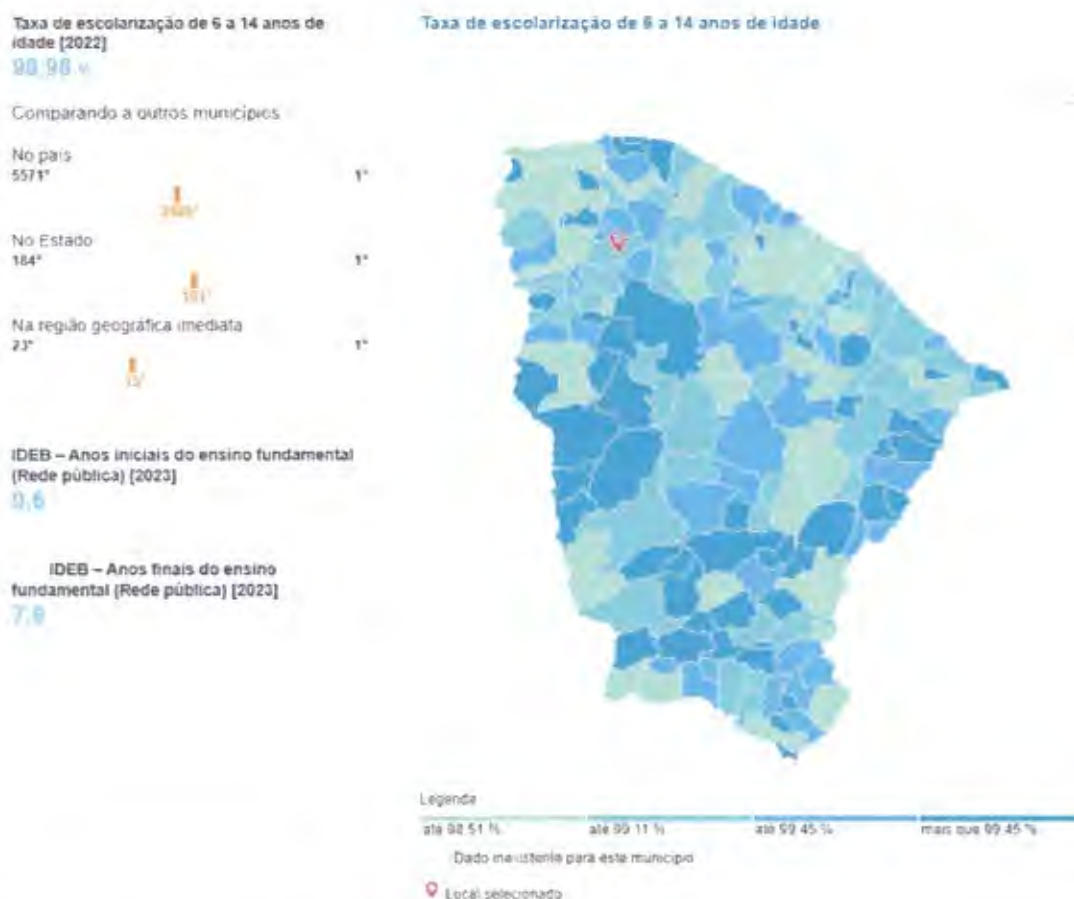 Taxa de escolarização de 6 a 14 anos de
idade [2022]
98,98
Comparando a outros municípios
No país
5571° 1°
No Estado
184° 1°
101°
Na região geográfica imediata
23° 1°
15°
IDEB – Anos iniciais do ensino fundamental
(Rede pública) [2023]
9,6
IDEB – Anos finais do ensino
fundamental (Rede pública) [2023]
Taxa de escolarização de 6 a 14 anos de idade
Legenda
até 98.51 % até 99.11 % até 99.45 % mais que 99.45 %
Dado inexistente para este município
Local selecionado